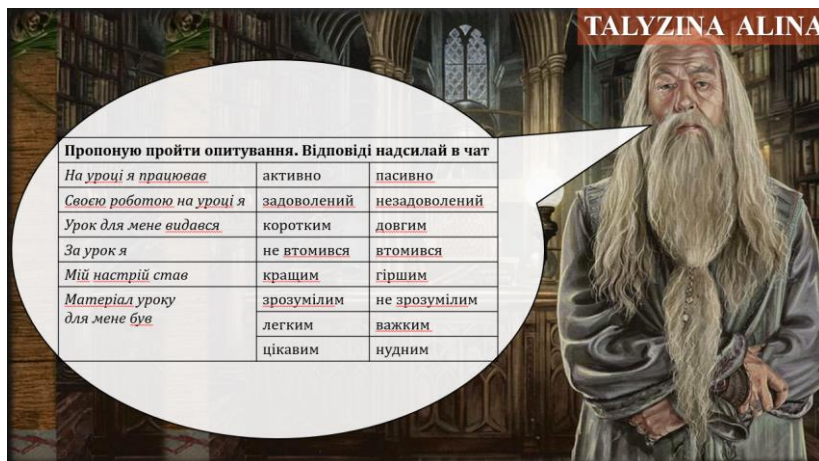 TALYZINA ALINA
Пропоную пройти опитування. Відповіді надсилай в чат
На уроці я працював активно пасивно
Своєю роботою на уроці я задоволений незадоволений
Урок для мене видався коротким довгим
За урок я не втомився втомився
Мій настрій став кращим гіршим
Матеріал уроку зрозумілим не зрозумілим
для мене був легким важким
цікавим нудним